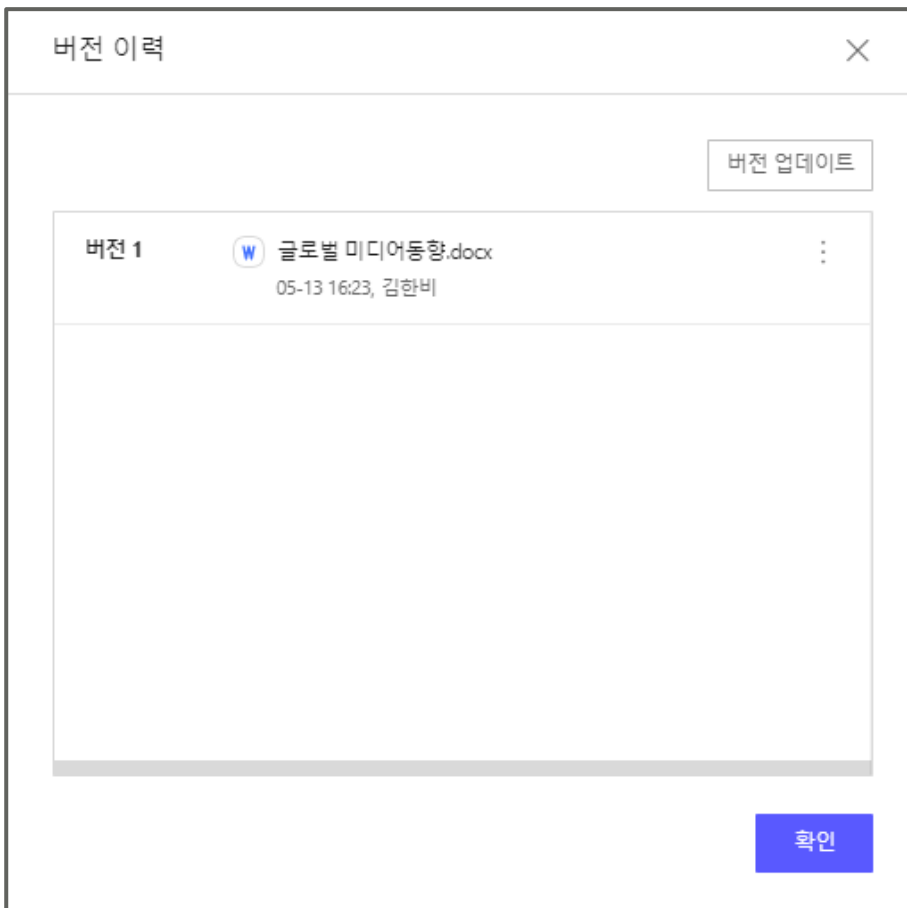 버전 이력
버전 업데이트
버전 1
W 글로벌 미디어동향.docx
05-13 16:23, 김한비
확인